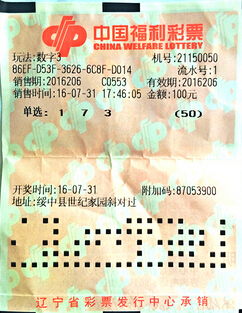 中国福利彩票
CHINA WELFARE LOTTERY
玩法:数字3 机号:21150050
86EF-D53F-3626-6C8F-D014 流水号:1
销售期:2016206 C0553 有效期:2016206
销售时间:16-07-31 17:46:05 金额:100元
单选: 1 7 3 (50)
开奖时间:16-07-31 附加码:87053900
地址:绥中县世纪家园斜对过
辽宁省彩票发行中心承销